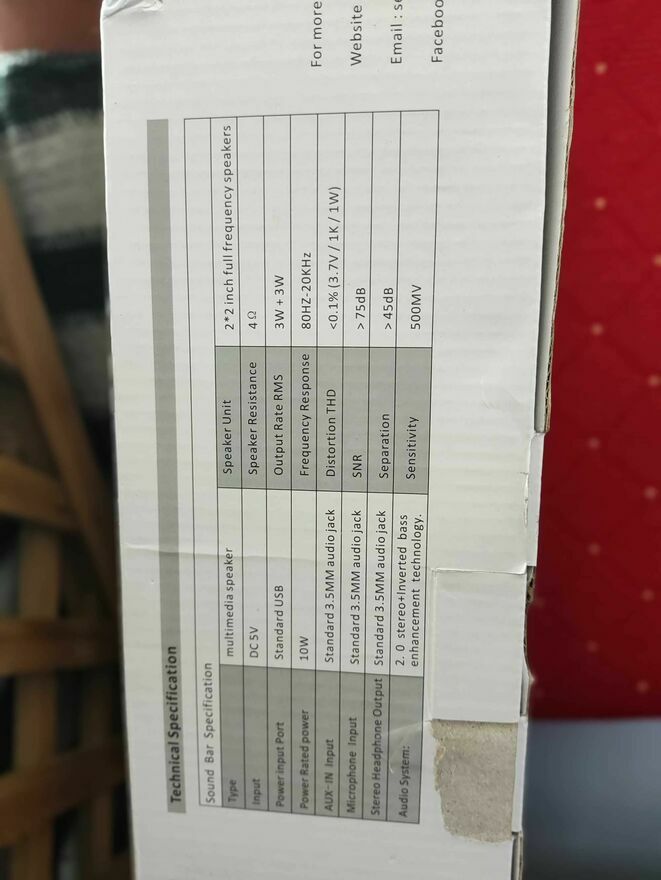 Technical Specification
Sound Bar Specification
Type multimedia speaker Speaker Unit 2*2 inch full frequency speakers
Input DC 5V Speaker Resistance 4 Ω
Power input Port Standard USB Output Rate RMS 3W + 3W
Power Rated power 10W Frequency Response 80HZ-20KHz
AUX-IN Input Standard 3.5MM audio jack Distortion THD <0.1% (3.7V / 1K / 1W)
Microphone Input Standard 3.5MM audio jack SNR > 75dB
Stereo Headphone Output Standard 3.5MM audio jack Separation > 45dB
Audio System: 2. 0 stereo+Inverted bass enhancement technology. Sensitivity 500MV
For more
Website
Email :